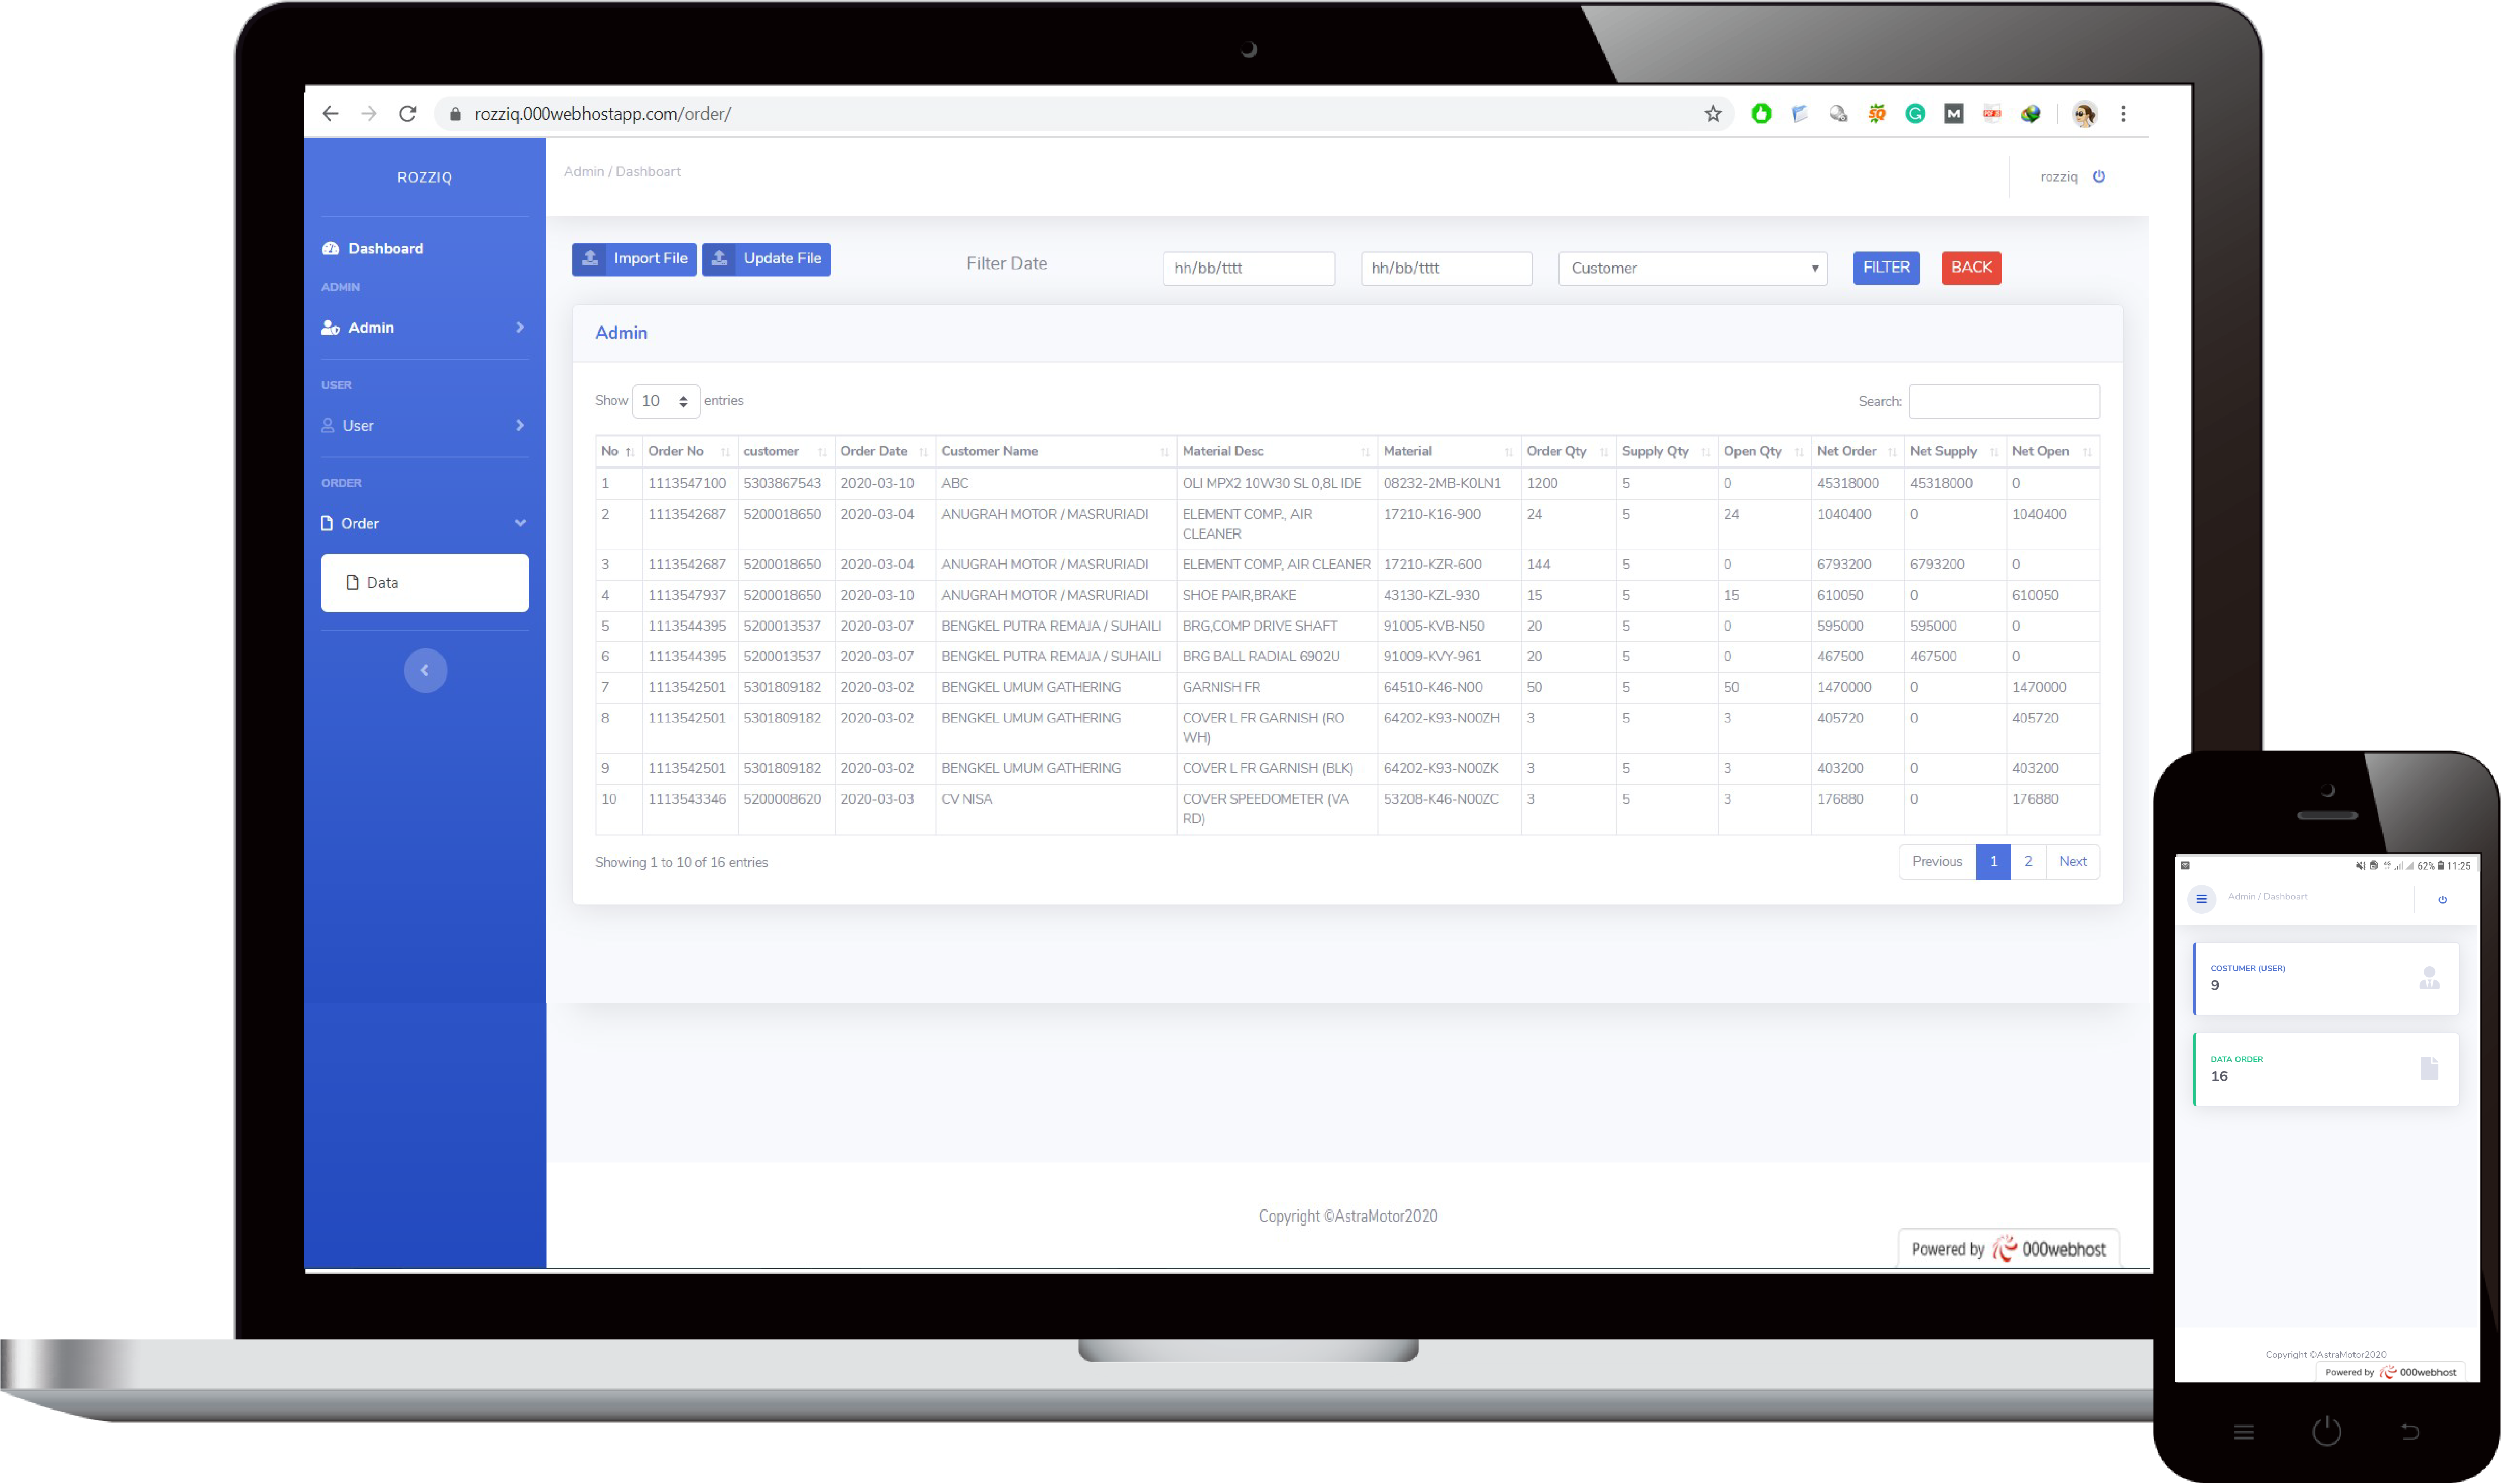 rozziq.000webhostapp.com/order/
ROZZIQ
Admin / Dashboart
rozziq
Dashboard
ADMIN
Admin
USER
User
ORDER
Order
Data
Import File Update File Filter Date hh/bb/tttt hh/bb/tttt Customer FILTER BACK
Admin
Show 10 entries Search:
No Order No customer Order Date Customer Name Material Desc Material Order Qty Supply Qty Open Qty Net Order Net Supply Net Open
1 1113547100 5303867543 2020-03-10 ABC OLI MPX2 10W30 SL 0,8L IDE 08232-2MB-K0LN1 1200 5 0 45318000 45318000 0
2 1113542687 5200018650 2020-03-04 ANUGRAH MOTOR / MASRURIADI ELEMENT COMP., AIR 17210-K16-900 24 5 24 1040400 0 1040400
CLEANER
3 1113542687 5200018650 2020-03-04 ANUGRAH MOTOR / MASRURIADI ELEMENT COMP, AIR CLEANER 17210-KZR-600 144 5 0 6793200 6793200 0
4 1113547937 5200018650 2020-03-10 ANUGRAH MOTOR / MASRURIADI SHOE PAIR,BRAKE 43130-KZL-930 15 5 15 610050 0 610050
5 1113544395 5200013537 2020-03-07 BENGKEL PUTRA REMAJA / SUHAILI BRG,COMP DRIVE SHAFT 91005-KVB-N50 20 5 0 595000 595000 0
6 1113544395 5200013537 2020-03-07 BENGKEL PUTRA REMAJA / SUHAILI BRG BALL RADIAL 6902U 91009-KVY-961 20 5 0 467500 467500 0
7 1113542501 5301809182 2020-03-02 BENGKEL UMUM GATHERING GARNISH FR 64510-K46-N00 50 5 50 1470000 0 1470000
8 1113542501 5301809182 2020-03-02 BENGKEL UMUM GATHERING COVER L FR GARNISH (RO 64202-K93-N00ZH 3 5 3 405720 0 405720
WH)
9 1113542501 5301809182 2020-03-02 BENGKEL UMUM GATHERING COVER L FR GARNISH (BLK) 64202-K93-N00ZK 3 5 3 403200 0 403200
10 1113543346 5200008620 2020-03-03 CV NISA COVER SPEEDOMETER (VA 53208-K46-N00ZC 3 5 3 176880 0 176880
RD)
Showing 1 to 10 of 16 entries Previous 1 2 Next
Copyright ©AstraMotor2020
Powered by 000webhost
62% 11:25
Admin / Dashboart
COSTUMER (USER)
9
DATA ORDER
16
Copyright ©AstraMotor2020
Powered by 000webhost